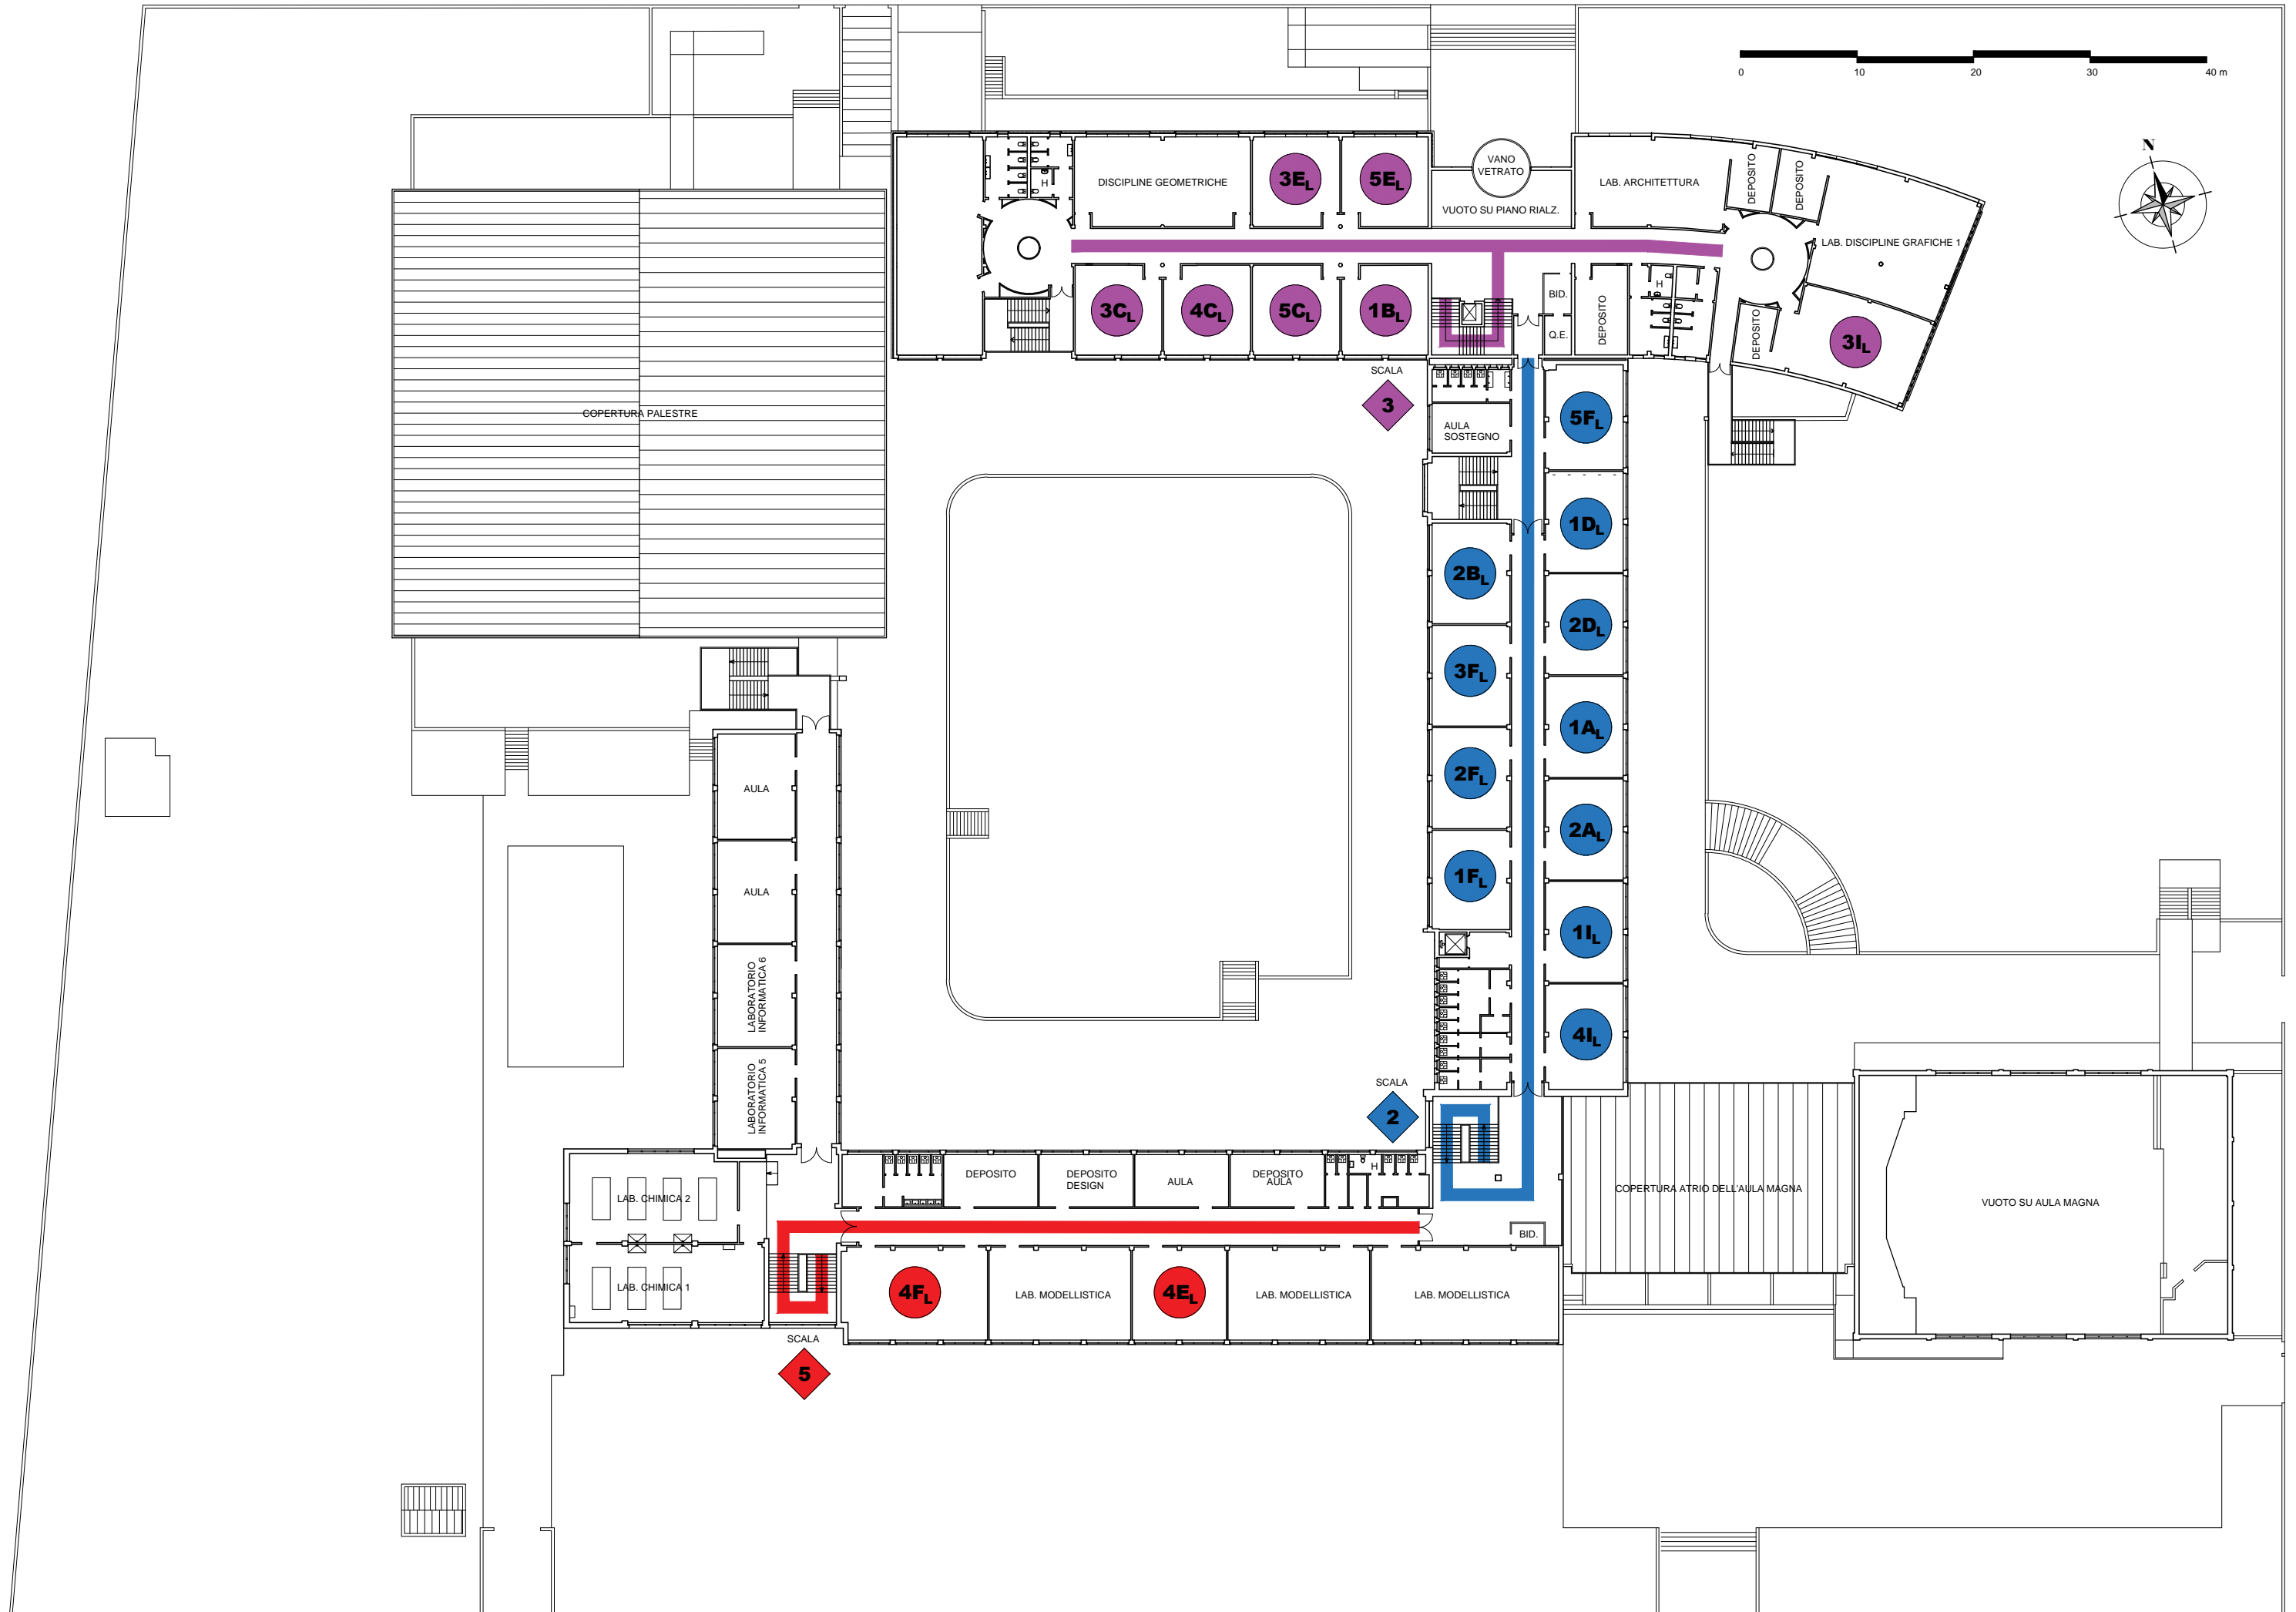 0 10 20 30 40 m
N
VANO
VETRATO
DISCIPLINE GEOMETRICHE
3EL
5EL
H
VUOTO SU PIANO RIALZ.
LAB. ARCHITETTURA
DEPOSITO
DEPOSITO
LAB. DISCIPLINE GRAFICHE 1
3CL
4CL
5CL
1BL
BID.
Q.E.
DEPOSITO
H
DEPOSITO
3IL
SCALA
3
COPERTURA PALESTRE
AULA
SOSTEGNO
5FL
1DL
2BL
2DL
3FL
1AL
2FL
2AL
1FL
1IL
4IL
AULA
AULA
LABORATORIO
INFORMATICA 6
LABORATORIO
INFORMATICA 5
SCALA
2
LAB. CHIMICA 2
DEPOSITO
DEPOSITO
DESIGN
AULA
DEPOSITO
AULA
H
COPERTURA ATRIO DELL'AULA MAGNA
VUOTO SU AULA MAGNA
BID.
LAB. CHIMICA 1
4FL
LAB. MODELLISTICA
4EL
LAB. MODELLISTICA
LAB. MODELLISTICA
SCALA
5